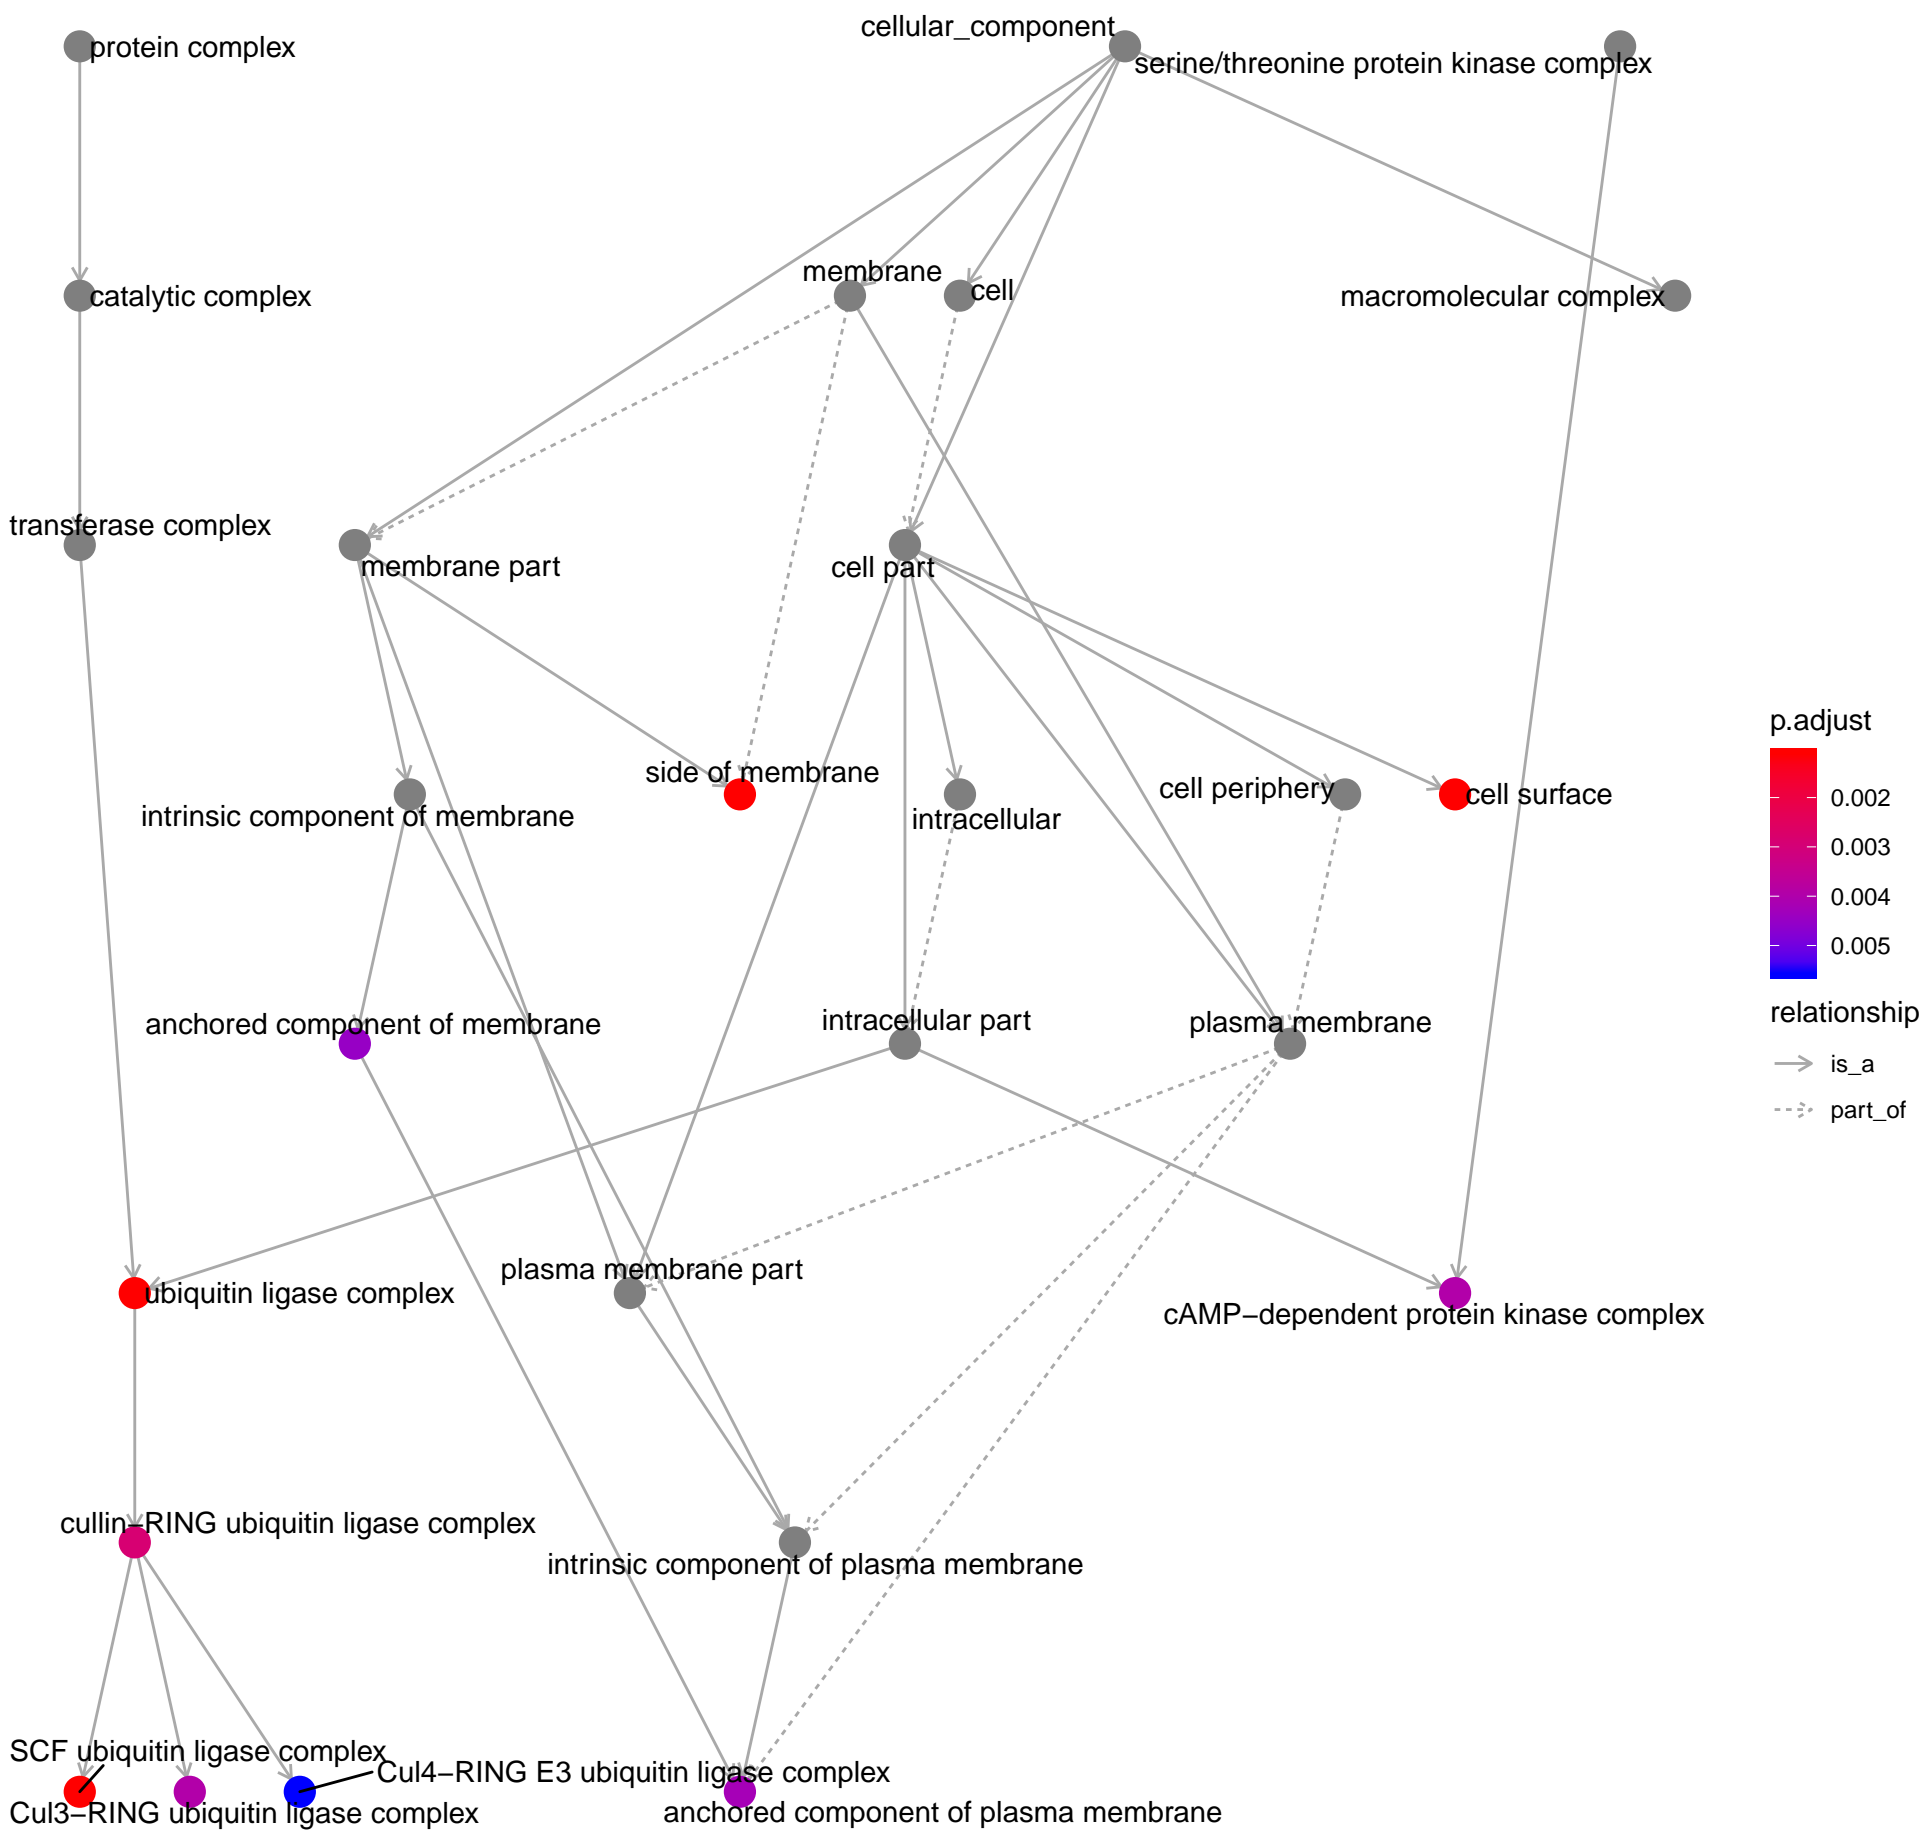 cellular_component
protein complex
serine/threonine protein kinase complex
membrane
cell
catalytic complex
macromolecular complex
transferase complex
membrane part
cell part
p.adjust
0.002
0.003
0.004
0.005
side of membrane
cell periphery
cell surface
intrinsic component of membrane
intracellular
relationship
is_a
part_of
anchored component of membrane
intracellular part
plasma membrane
plasma membrane part
ubiquitin ligase complex
cAMP−dependent protein kinase complex
cullin−RING ubiquitin ligase complex
intrinsic component of plasma membrane
SCF ubiquitin ligase complex
Cul4−RING E3 ubiquitin ligase complex
Cul3−RING ubiquitin ligase complex
anchored component of plasma membrane